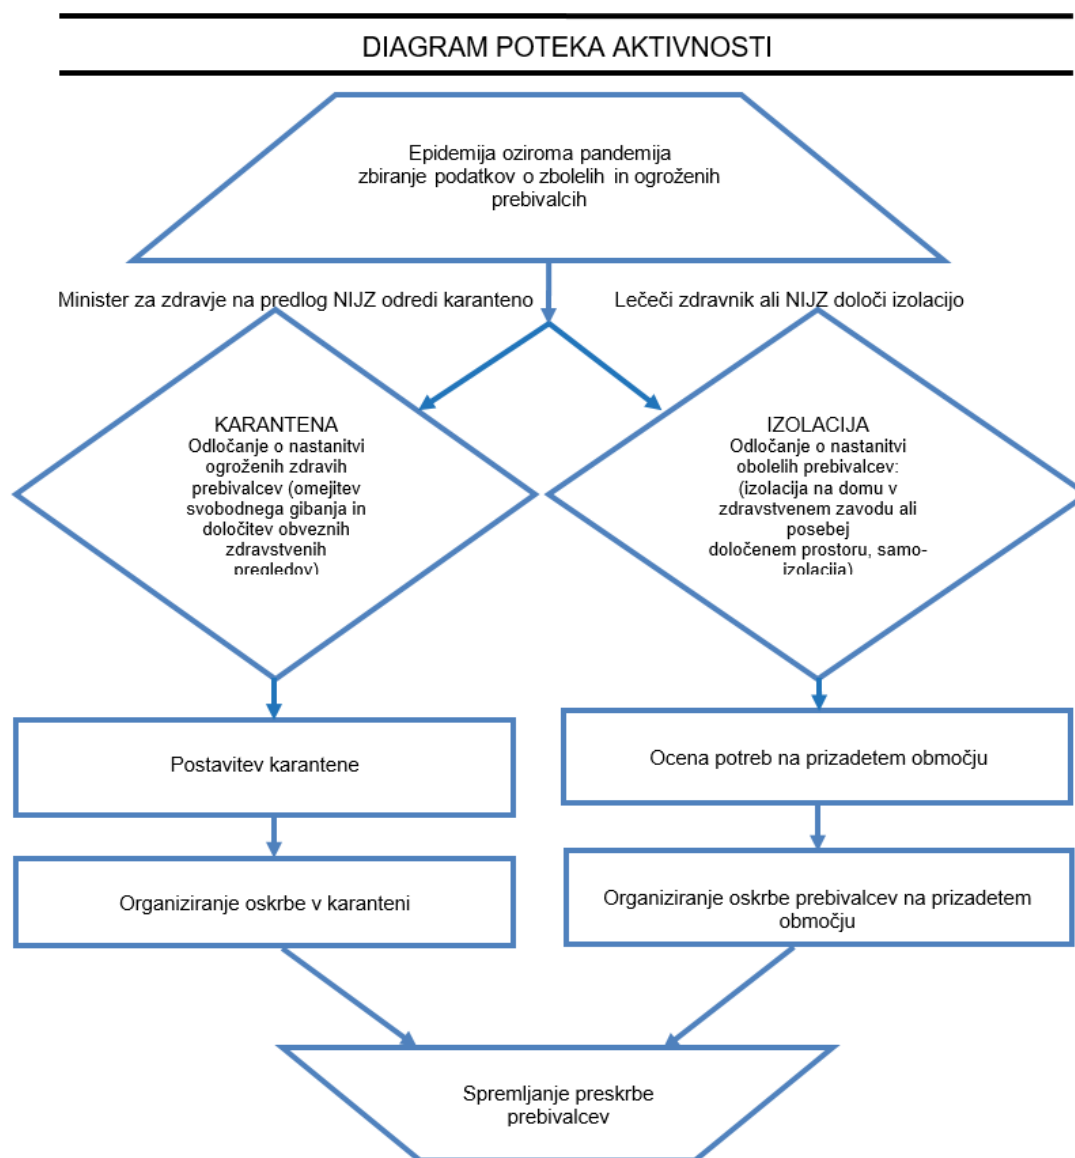 DIAGRAM POTEKA AKTIVNOSTI
Epidemija oziroma pandemija
zbiranje podatkov o zbolelih in ogroženih
prebivalcih
Minister za zdravje na predlog NIJZ odredi karanteno
Lečeči zdravnik ali NIJZ določi izolacijo
KARANTENA
Odločanje o nastanitvi
ogroženih zdravih
prebivalcev (omejitev
svobodnega gibanja in
določitev obveznih
zdravstvenih
pregledov)
IZOLACIJA
Odločanje o nastanitvi
obolelih prebivalcev:
(izolacija na domu v
zdravstvenem zavodu ali
posebej
določenem prostoru, samo-
izolacija)
Postavitev karantene
Ocena potreb na prizadetem območju
Organiziranje oskrbe v karanteni
Organiziranje oskrbe prebivalcev na prizadetem
območju
Spremljanje preskrbe
prebivalcev